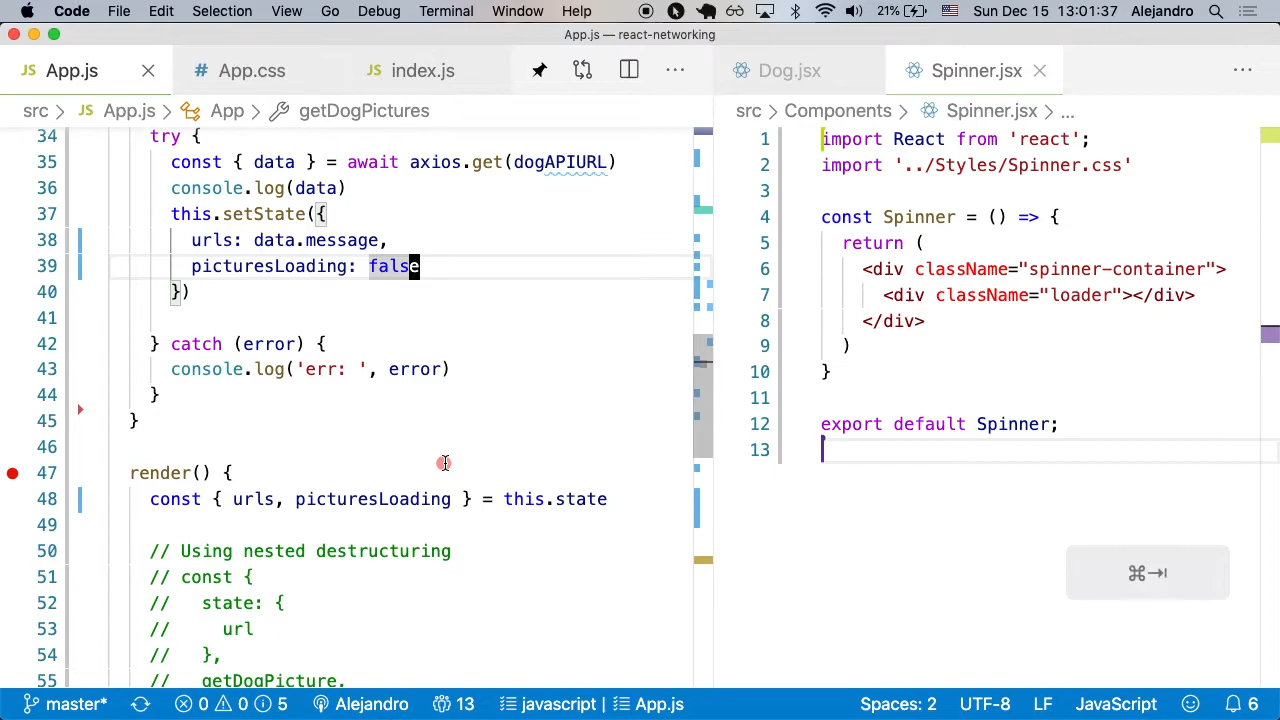 Code File Edit Selection View Go Debug Terminal Window Help 21% Sun Dec 15 13:01:37 Alejandro
App.js — react-networking
JS App.js # App.css JS index.js ···
src > JS App.js > App > getDogPictures
34 try {
35 const { data } = await axios.get(dogAPIURL)
36 console.log(data)
37 this.setState({
38 urls: data.message,
39 picturesLoading: false
40 })
41
42 } catch (error) {
43 console.log('err: ', error)
44 }
45 }
46
47 render() {
48 const { urls, picturesLoading } = this.state
49
50 // Using nested destructuring
51 // const {
52 // state: {
53 // url
54 // },
55 // getDogPicture,
Dog.jsx Spinner.jsx ···
src > Components > Spinner.jsx > ...
1 import React from 'react';
2 import '../Styles/Spinner.css'
3
4 const Spinner = () => {
5 return (
6 <div className="spinner-container">
7 <div className="loader"></div>
8 </div>
9 )
10 }
11
12 export default Spinner;
13
⌘⇥
master* 0 0 5 Alejandro 13 javascript | App.js Spaces: 2 UTF-8 LF JavaScript 6